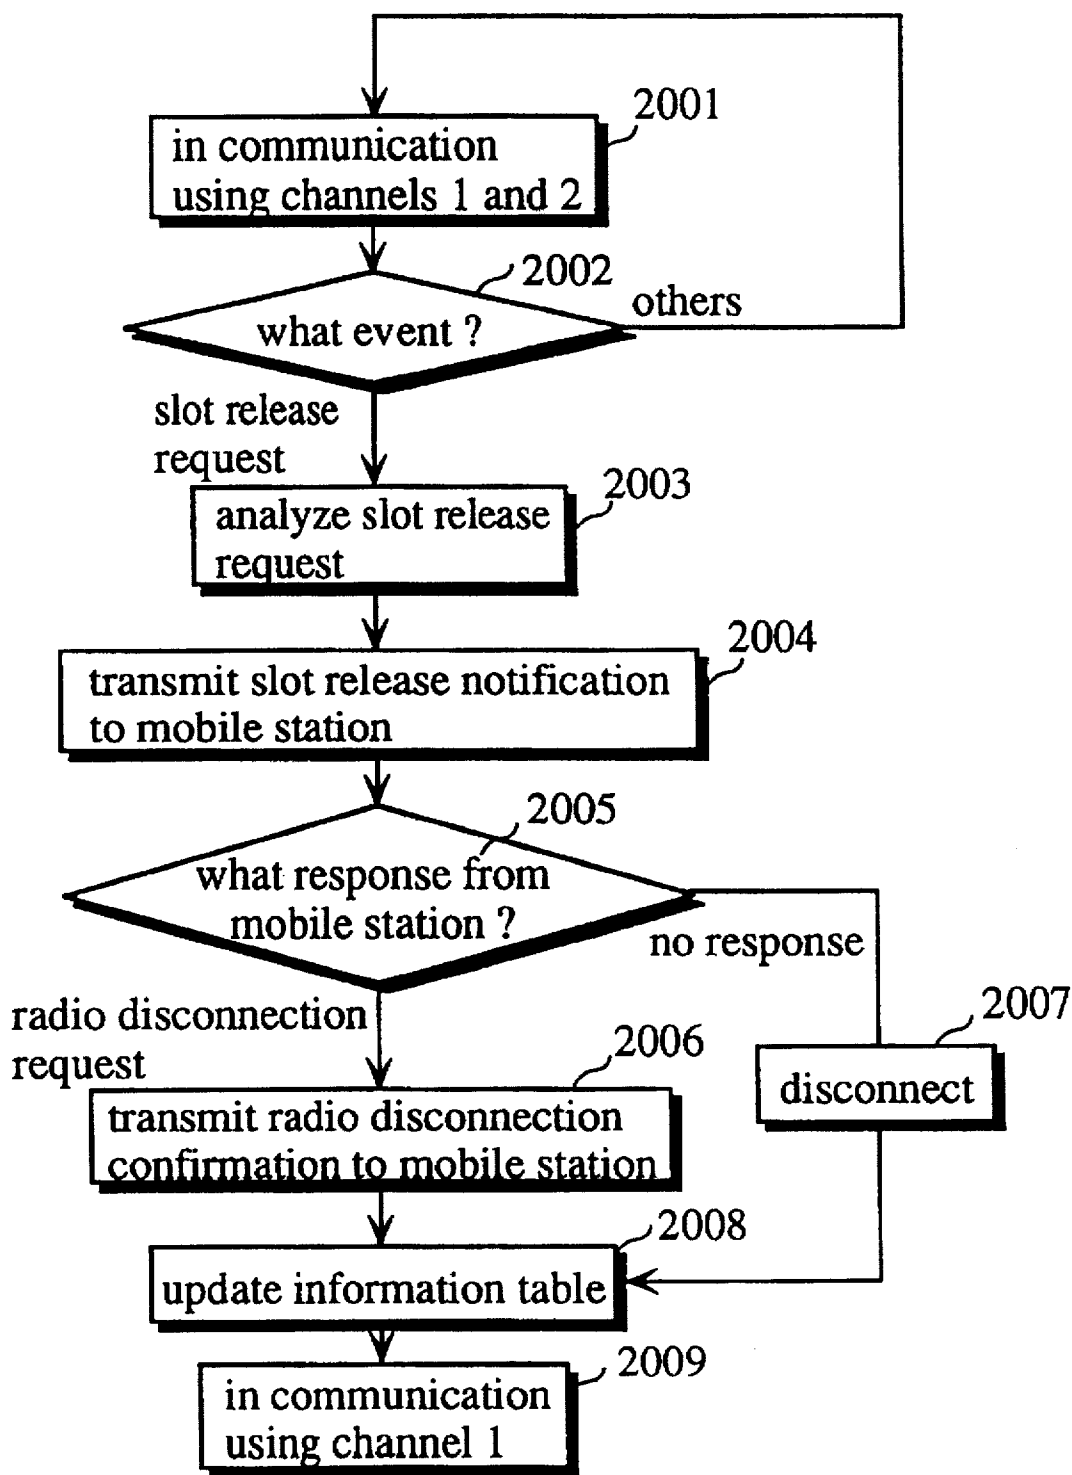 2001
in communication
using channels 1 and 2
2002
others
what event ?
slot release
request
2003
analyze slot release
request
2004
transmit slot release notification
to mobile station
2005
what response from
mobile station ?
no response
radio disconnection
request
2006
2007
disconnect
transmit radio disconnection
confirmation to mobile station
2008
update information table
2009
in communication
using channel 1